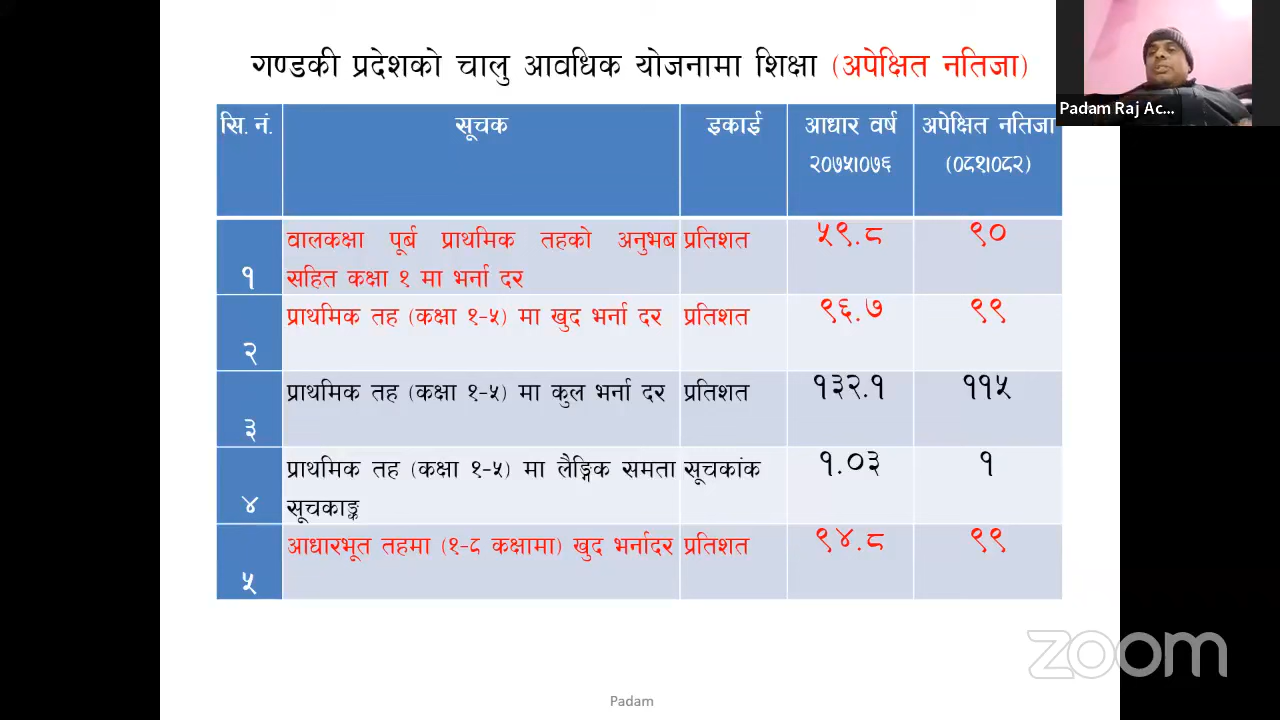 गण्डकी प्रदेशको चालु आवधिक योजनामा शिक्षा (अपेक्षित नतिजा)
Padam Raj Ac...
सि. नं. सूचक इकाई आधार वर्ष अपेक्षित नतिजा
२०७५।०७६ (०८१।०८२)
वालकक्षा पूर्ब प्राथमिक तहको अनुभब प्रतिशत ५९.८ ९०
१ सहित कक्षा १ मा भर्ना दर
प्राथमिक तह (कक्षा १-५) मा खुद भर्ना दर प्रतिशत ९६.७ ९९
२
प्राथमिक तह (कक्षा १-५) मा कुल भर्ना दर प्रतिशत १३२.१ ११५
३
प्राथमिक तह (कक्षा १-५) मा लैङ्गिक समता सूचकांक १.०३ १
४ सूचकाङ्क
आधारभूत तहमा (१-८ कक्षामा) खुद भर्नादर प्रतिशत ९४.८ ९९
५
zoom
Padam